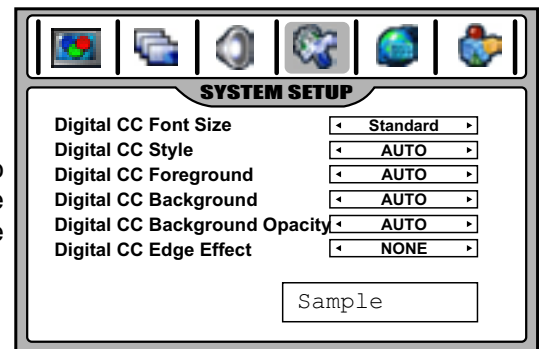 SYSTEM SETUP
Digital CC Font Size Standard
Digital CC Style AUTO
Digital CC Foreground AUTO
Digital CC Background AUTO
Digital CC Background Opacity AUTO
Digital CC Edge Effect NONE
Sample